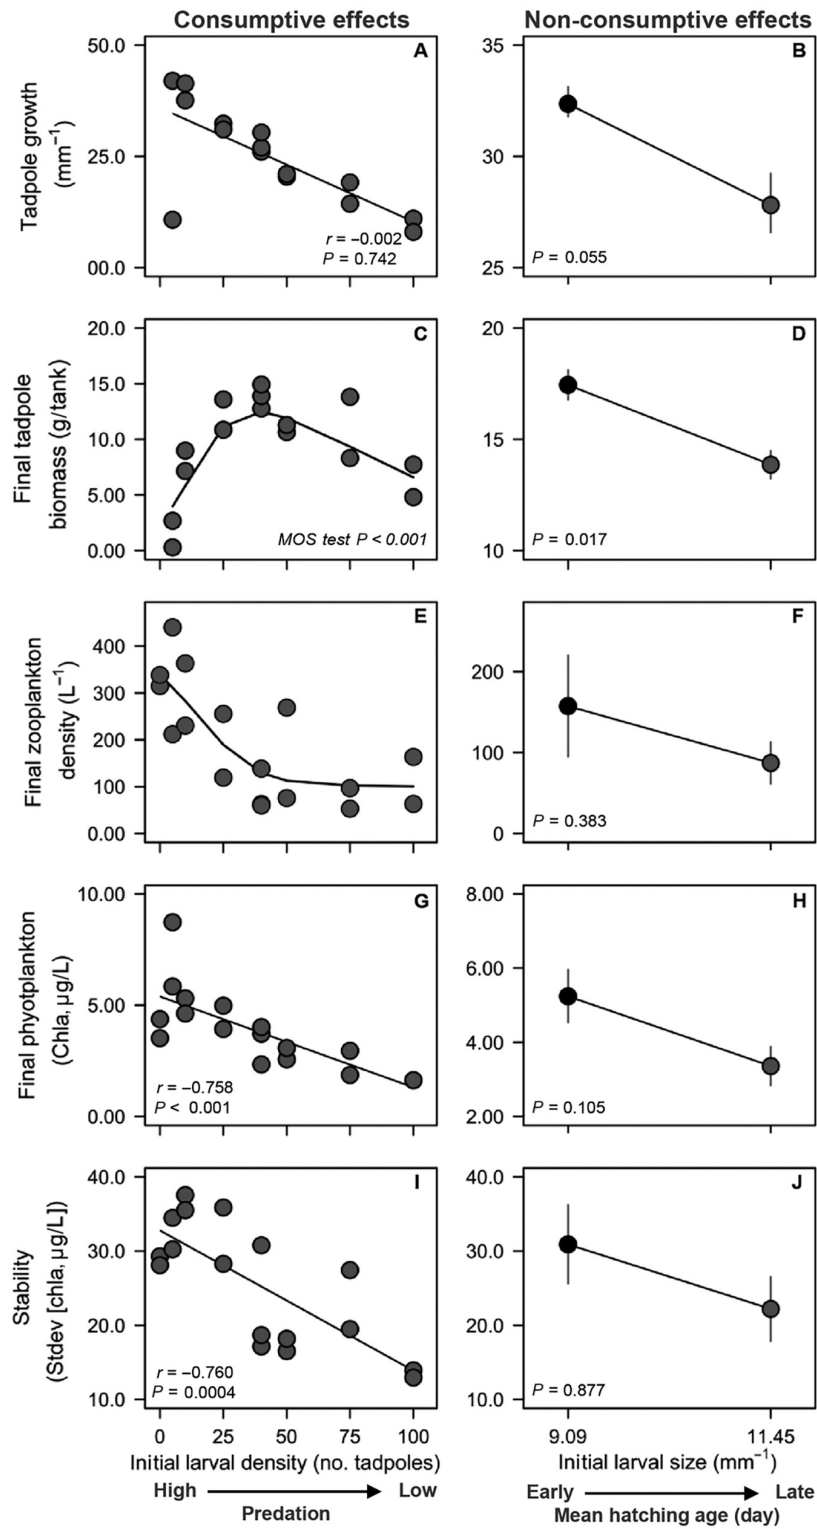 Consumptive effects
Non-consumptive effects
Tadpole growth
(mm⁻¹)
50.0
25.0
00.0
A
r = −0.002
P = 0.742
35
30
25
B
P = 0.055
Final tadpole
biomass (g/tank)
20.0
15.0
10.0
5.00
0.00
C
MOS test P < 0.001
20
15
10
D
P = 0.017
Final zooplankton
density (L⁻¹)
400
300
200
100
0.00
E
200
100
0
F
P = 0.383
Final phyotplankton
(Chla, µg/L)
10.00
5.00
0.00
G
r = −0.758
P < 0.001
8.00
6.00
4.00
2.00
H
P = 0.105
Stability
(Stdev [chla, µg/L])
40.0
30.0
20.0
10.0
I
r = −0.760
P = 0.0004
40.0
30.0
20.0
10.0
J
P = 0.877
0 25 50 75 100
Initial larval density (no. tadpoles)
High Low
Predation
9.09 11.45
Initial larval size (mm⁻¹)
Early Late
Mean hatching age (day)